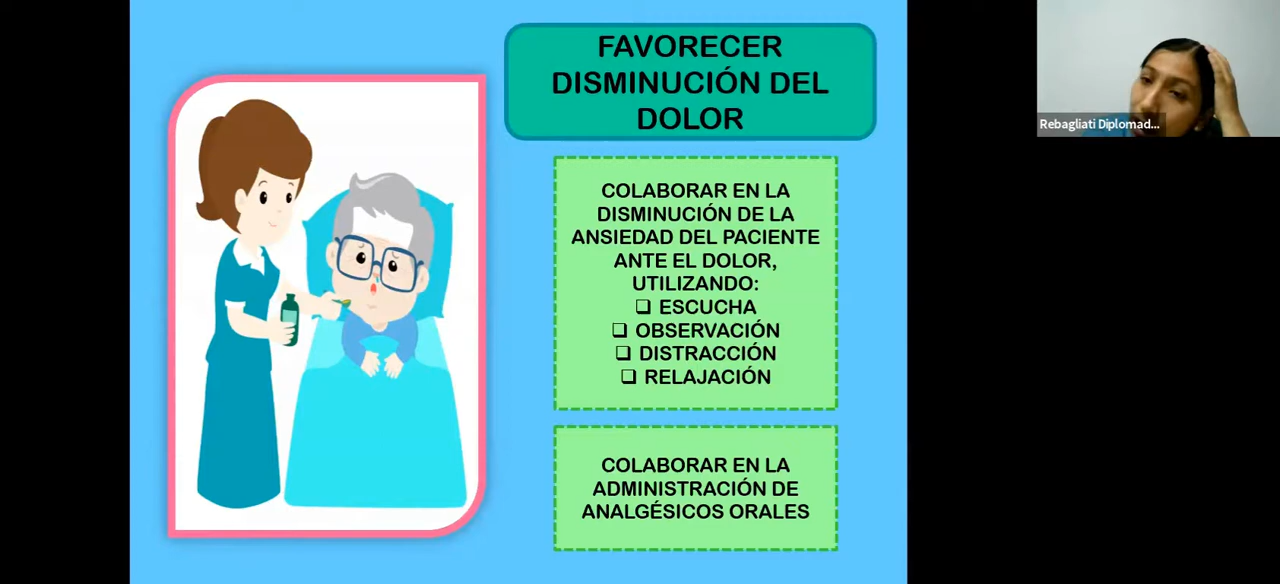 FAVORECER
DISMINUCIÓN DEL
DOLOR
COLABORAR EN LA
DISMINUCIÓN DE LA
ANSIEDAD DEL PACIENTE
ANTE EL DOLOR,
UTILIZANDO:
❑ ESCUCHA
❑ OBSERVACIÓN
❑ DISTRACCIÓN
❑ RELAJACIÓN
COLABORAR EN LA
ADMINISTRACIÓN DE
ANALGÉSICOS ORALES
Rebagliati Diplomad...